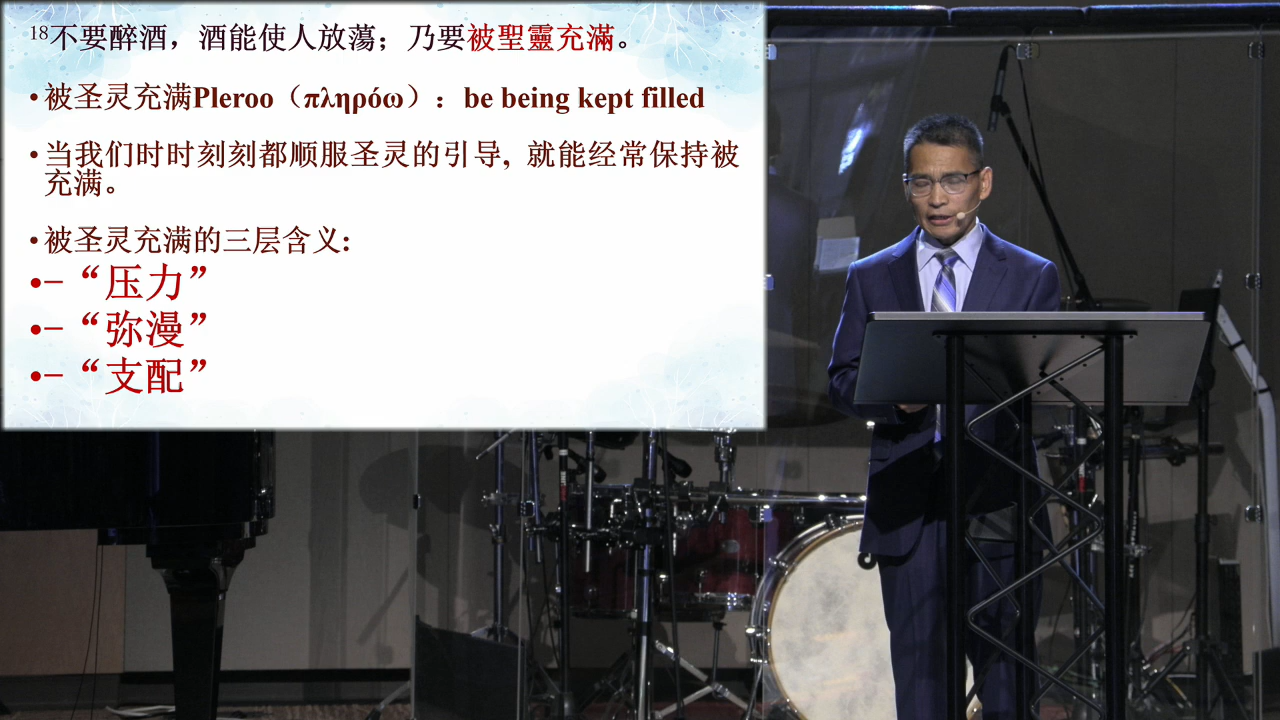 18不要醉酒，酒能使人放蕩；乃要被聖靈充滿。
•被圣灵充满Pleroo（πληρόω）：be being kept filled
•当我们时时刻刻都顺服圣灵的引导, 就能经常保持被
充满。
•被圣灵充满的三层含义:
•–“压力”
•–“弥漫”
•–“支配”